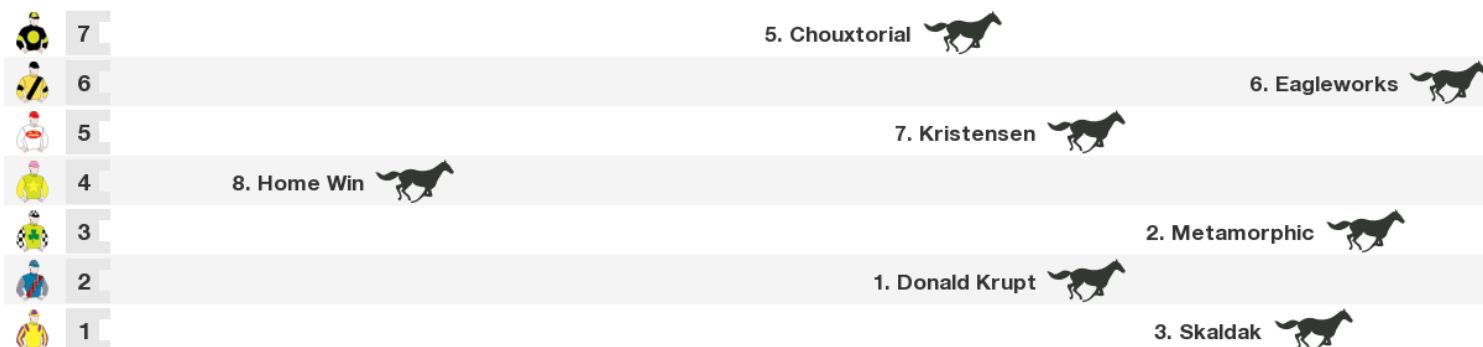 7 5. Chouxtorial
6 6. Eagleworks
5 7. Kristensen
4 8. Home Win
3 2. Metamorphic
2 1. Donald Krupt
1 3. Skaldak